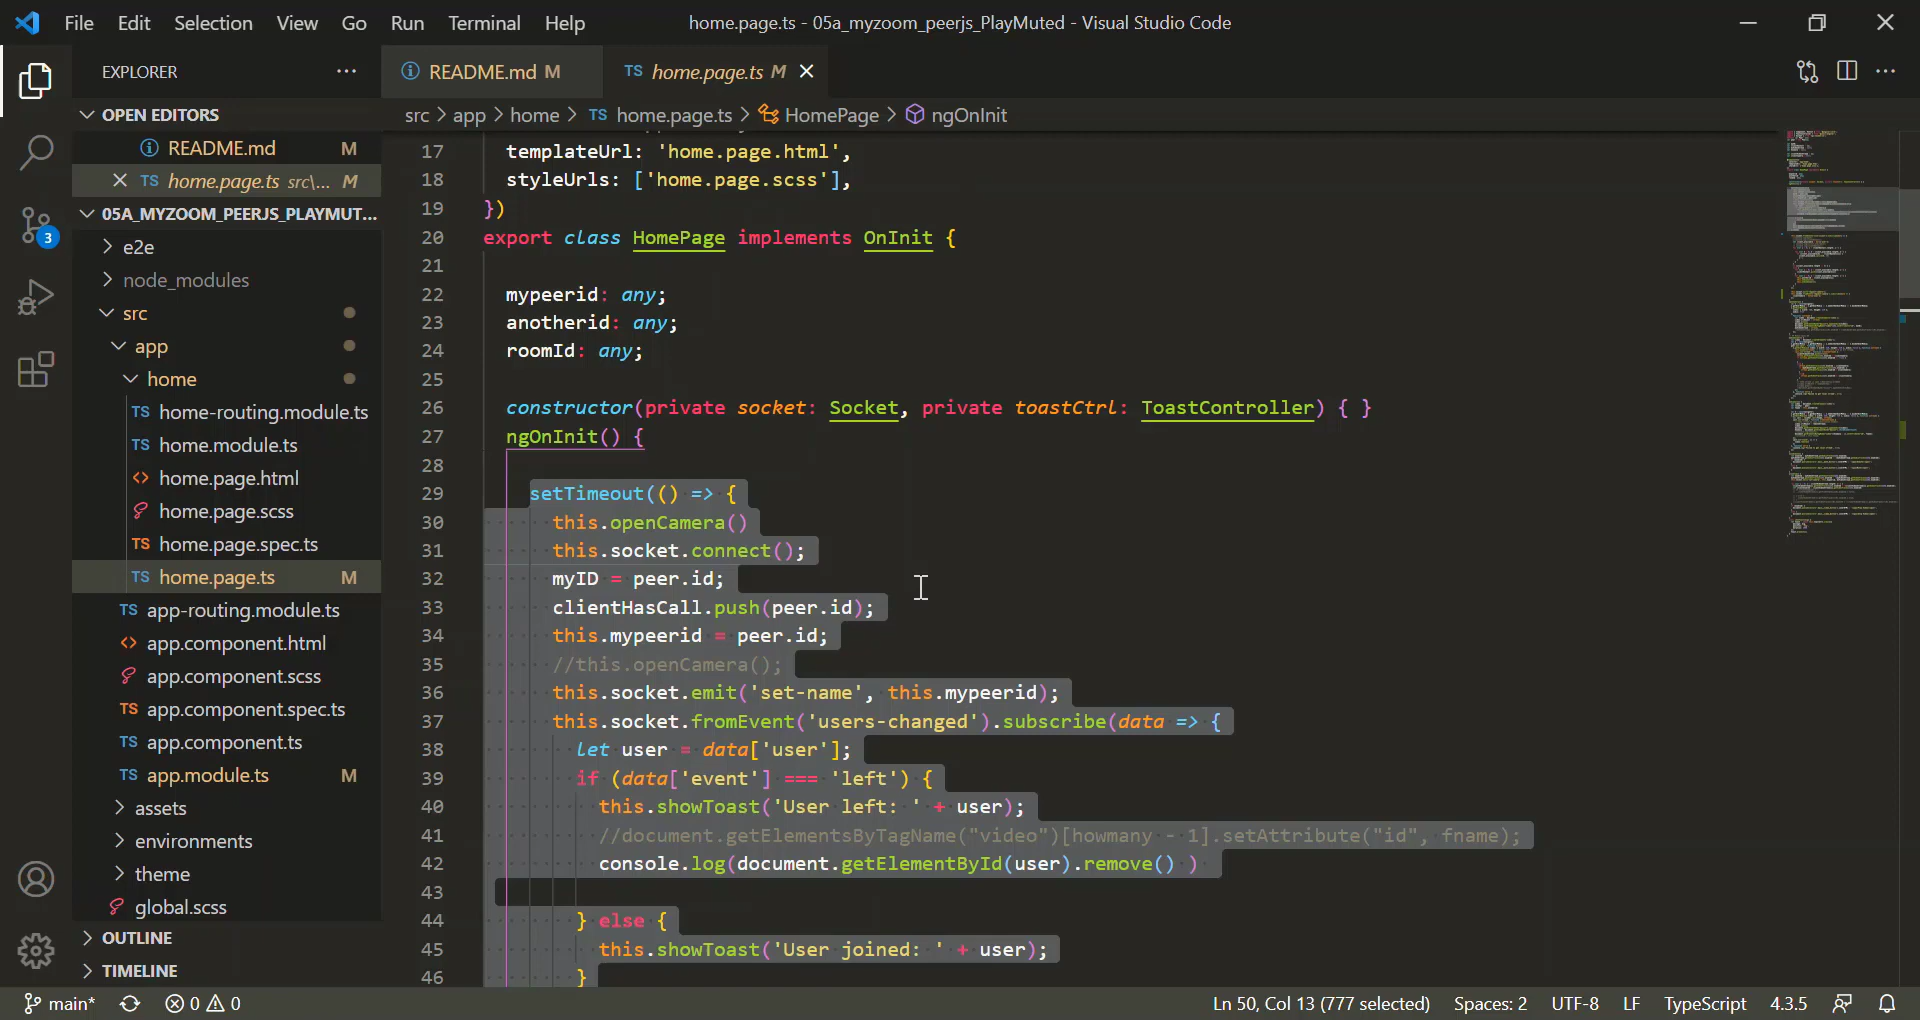 File Edit Selection View Go Run Terminal Help home.page.ts - 05a_myzoom_peerjs_PlayMuted - Visual Studio Code
EXPLORER
README.md M
TS home.page.ts M
OPEN EDITORS
README.md M
TS home.page.ts src\... M
05A_MYZOOM_PEERJS_PLAYMUT...
e2e
node_modules
src
app
home
TS home-routing.module.ts
TS home.module.ts
<> home.page.html
home.page.scss
TS home.page.spec.ts
TS home.page.ts M
TS app-routing.module.ts
<> app.component.html
app.component.scss
TS app.component.spec.ts
TS app.component.ts
TS app.module.ts M
assets
environments
theme
global.scss
OUTLINE
TIMELINE
3
src > app > home > TS home.page.ts > HomePage > ngOnInit
17 templateUrl: 'home.page.html',
18 styleUrls: ['home.page.scss'],
19 })
20 export class HomePage implements OnInit {
21
22 mypeerid: any;
23 anotherid: any;
24 roomId: any;
25
26 constructor(private socket: Socket, private toastCtrl: ToastController) { }
27 ngOnInit() {
28
29 setTimeout(() => {
30 this.openCamera()
31 this.socket.connect();
32 myID = peer.id;
33 clientHasCall.push(peer.id);
34 this.mypeerid = peer.id;
35 //this.openCamera();
36 this.socket.emit('set-name', this.mypeerid);
37 this.socket.fromEvent('users-changed').subscribe(data => {
38 let user = data['user'];
39 if (data['event'] === 'left') {
40 this.showToast('User left: ' + user);
41 //document.getElementsByTagName("video")[howmany - 1].setAttribute("id", fname);
42 console.log(document.getElementById(user).remove() )
43
44 } else {
45 this.showToast('User joined: ' + user);
46 }
main* 0 0 Ln 50, Col 13 (777 selected) Spaces: 2 UTF-8 LF TypeScript 4.3.5